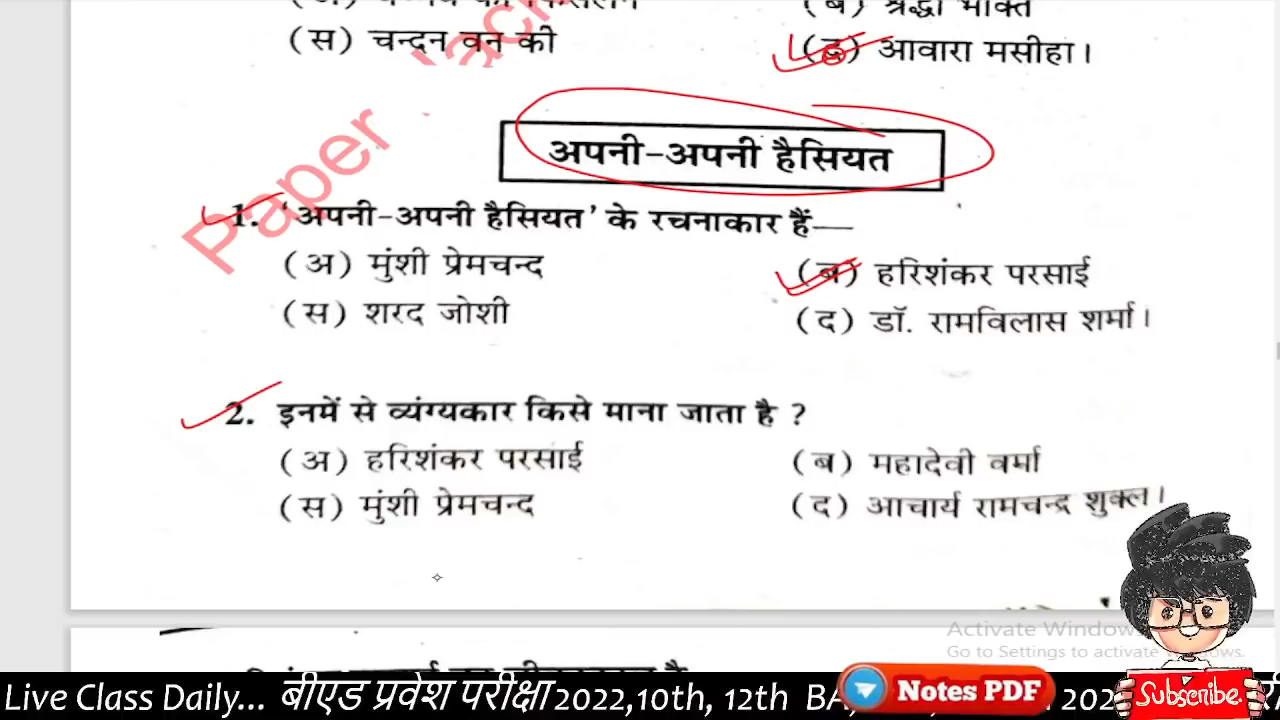 (स) चन्दन वन की
(द) आवारा मसीहा।
अपनी-अपनी हैसियत
1. 'अपनी-अपनी हैसियत' के रचनाकार हैं—
(अ) मुंशी प्रेमचन्द
(ब) हरिशंकर परसाई
(स) शरद जोशी
(द) डॉ. रामविलास शर्मा।
2. इनमें से व्यंग्यकार किसे माना जाता है ?
(अ) हरिशंकर परसाई
(ब) महादेवी वर्मा
(स) मुंशी प्रेमचन्द
(द) आचार्य रामचन्द्र शुक्ल।
Paper
Activate Windows
Go to Settings to activate Windows.
Live Class Daily... बीएड प्रवेश परीक्षा 2022,10th, 12th BA,
Notes PDF
Subscribe